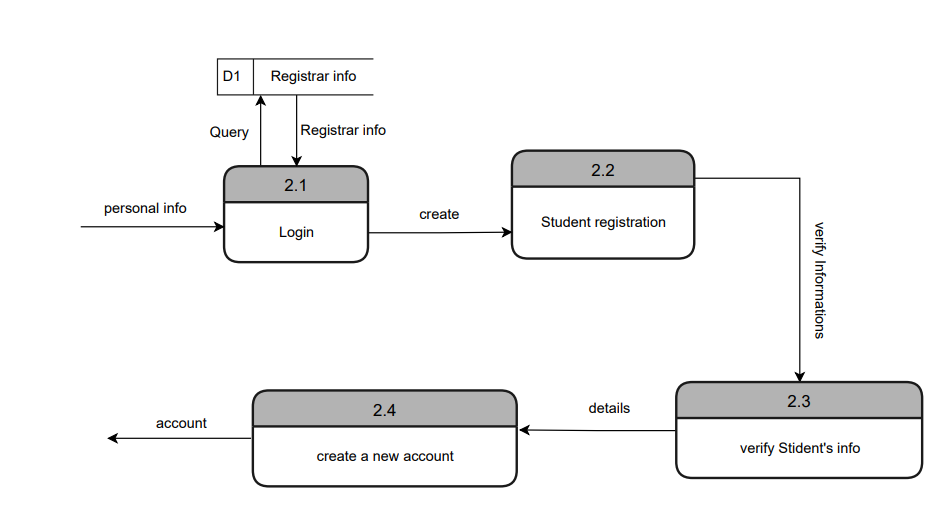 D1 Registrar info
Query
Registrar info
2.1
Login
personal info
create
2.2
Student registration
verify Informations
2.3
verify Stident's info
details
2.4
create a new account
account